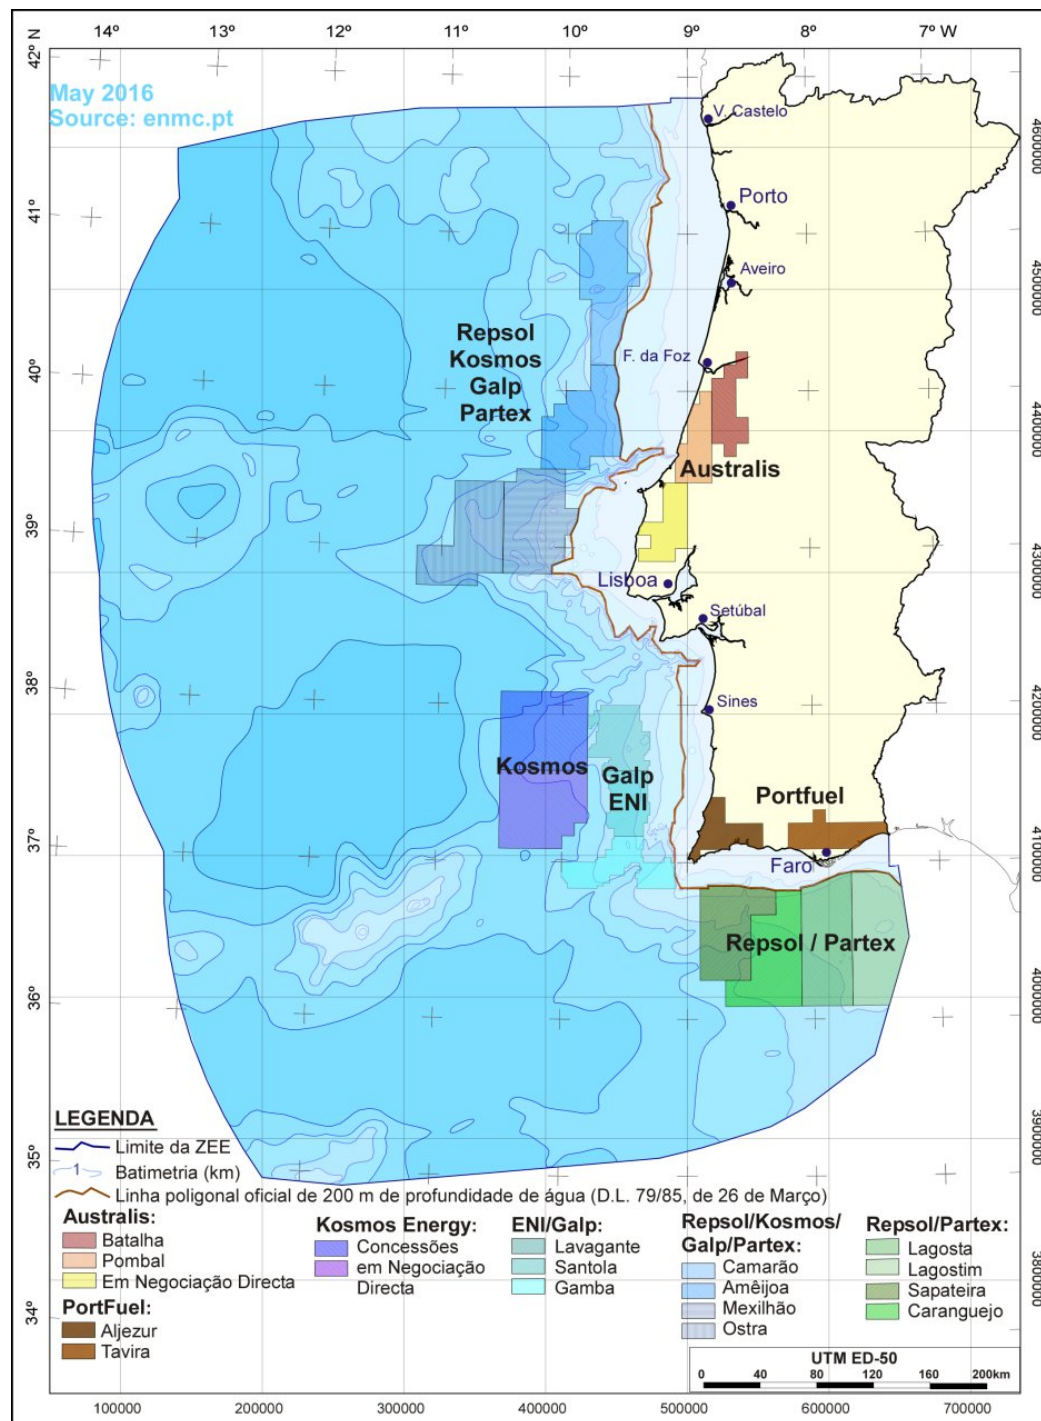 14º 13º 12º 11º 10º 9º 8º 7º W
42º N
May 2016
Source: enmc.pt
V. Castelo
4600000
Porto
41º
Aveiro
4500000
Repsol
Kosmos
Galp
Partex
F. da Foz
40º
4400000
Australis
39º
Lisboa
4300000
Setúbal
38º
Sines
4200000
Kosmos
Galp
ENI
Portfuel
37º
Faro
4100000
Repsol / Partex
36º
4000000
LEGENDA
Limite da ZEE
1
Batimetria (km)
Linha poligonal oficial de 200 m de profundidade de água (D.L. 79/85, de 26 de Março)
35º
3900000
Australis:
Batalha
Pombal
Em Negociação Directa
PortFuel:
Aljezur
Tavira
Kosmos Energy:
Concessões
em Negociação
Directa
ENI/Galp:
Lavagante
Santola
Gamba
Repsol/Kosmos/
Galp/Partex:
Camarão
Amêijoa
Mexilhão
Ostra
Repsol/Partex:
Lagosta
Lagostim
Sapateira
Caranguejo
3800000
34º
UTM ED-50
0 40 80 120 160 200km
100000 200000 300000 400000 500000 600000 700000